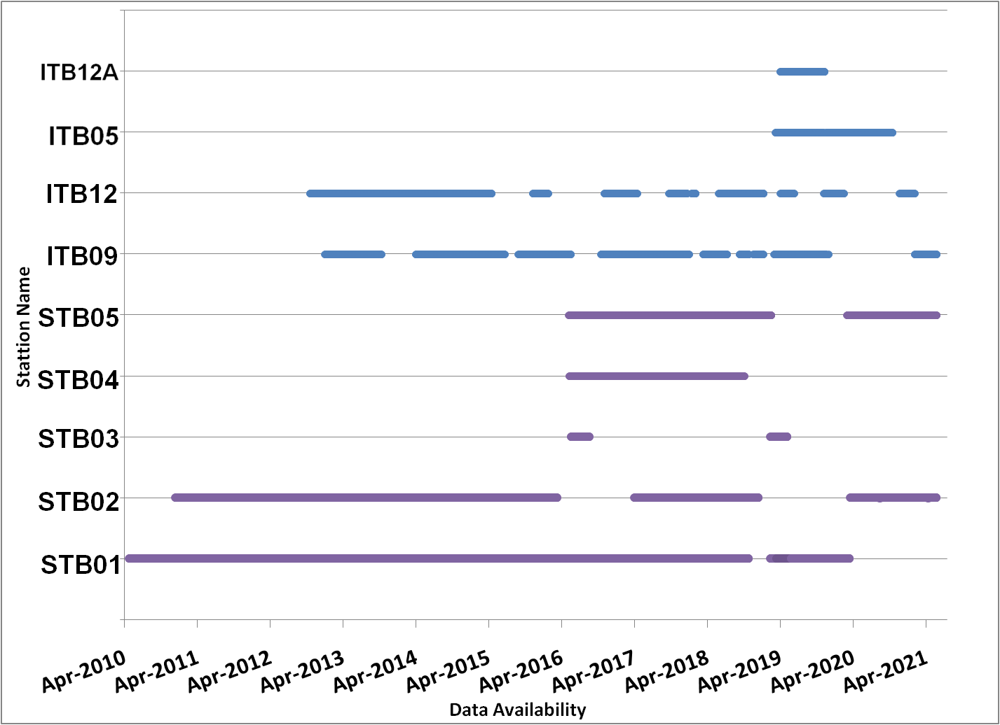 ITB12A
ITB05
ITB12
ITB09
STB05
STB04
STB03
STB02
STB01
Stattion Name
Apr-2010
Apr-2011
Apr-2012
Apr-2013
Apr-2014
Apr-2015
Apr-2016
Apr-2017
Apr-2018
Apr-2019
Apr-2020
Apr-2021
Data Availability